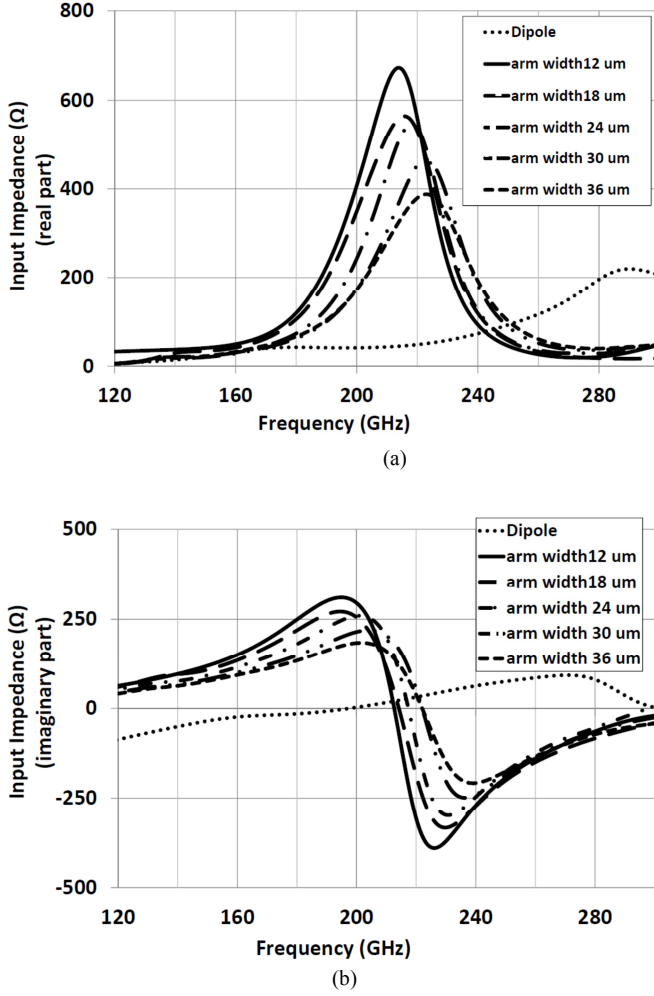 800
600
400
200
0
Input Impedance (Ω)
(real part)
Dipole
arm width12 um
arm width18 um
arm width 24 um
arm width 30 um
arm width 36 um
120 160 200 240 280
Frequency (GHz)
(a)
500
250
0
-250
-500
Input Impedance (Ω)
(imaginary part)
Dipole
arm width12 um
arm width18 um
arm width 24 um
arm width 30 um
arm width 36 um
120 160 200 240 280
Frequency (GHz)
(b)